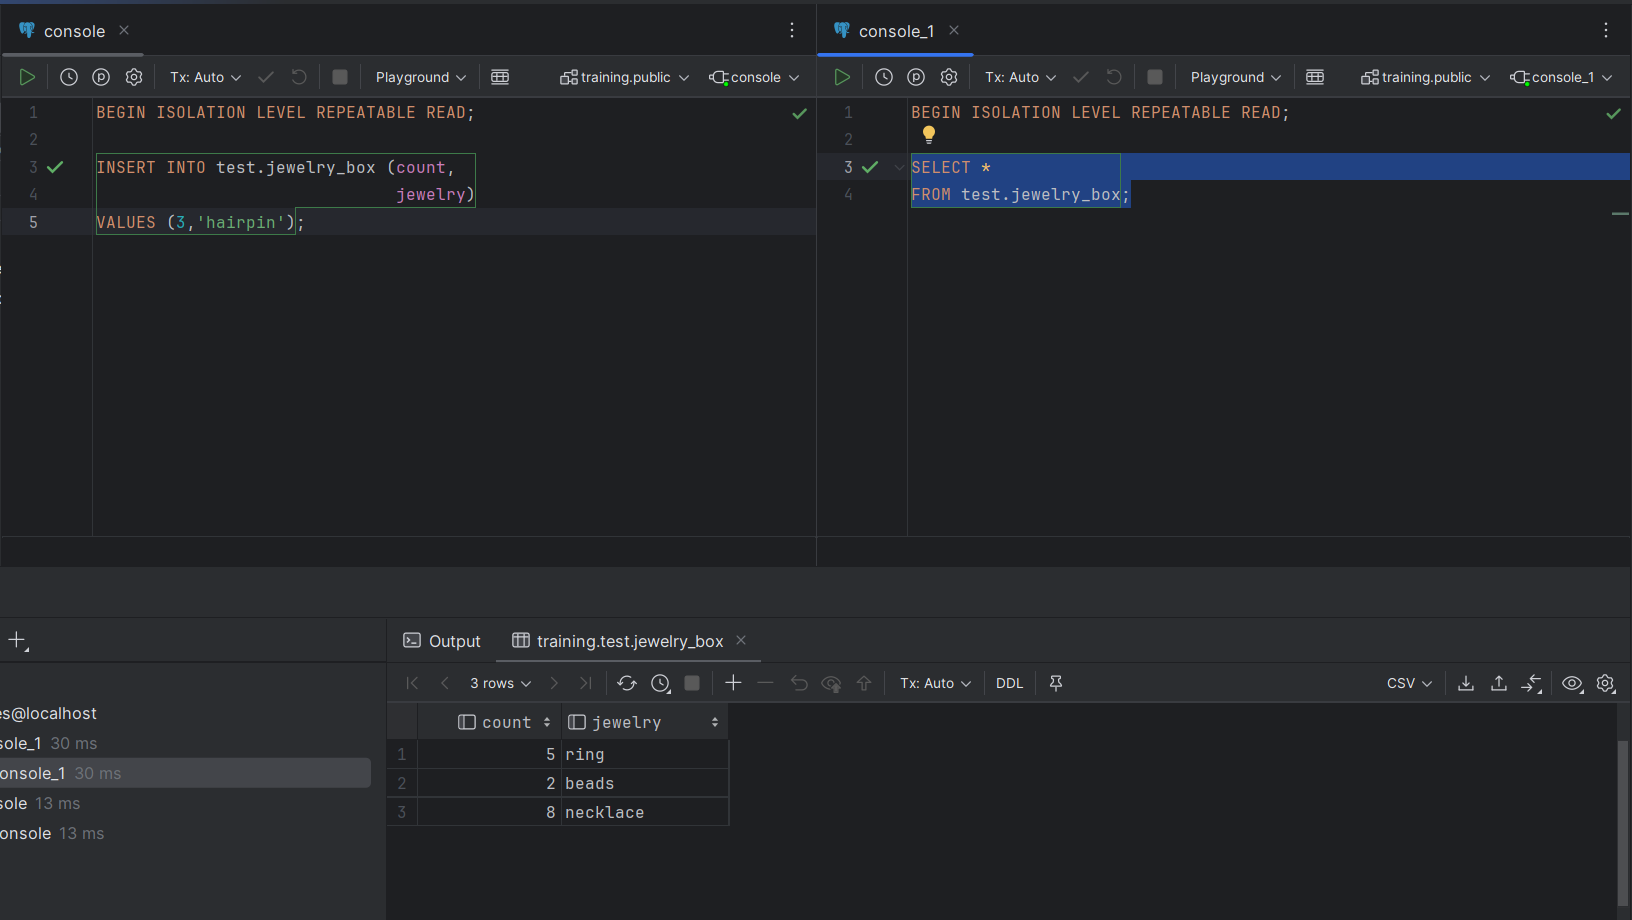 console
console_1
Tx: Auto
Playground
training.public
console
Tx: Auto
Playground
training.public
console_1
1 BEGIN ISOLATION LEVEL REPEATABLE READ;
2
3 INSERT INTO test.jewelry_box (count,
4 jewelry)
5 VALUES (3,'hairpin');
1 BEGIN ISOLATION LEVEL REPEATABLE READ;
2
3 SELECT *
4 FROM test.jewelry_box;
Output
training.test.jewelry_box
3 rows
Tx: Auto
DDL
CSV
es@localhost
sole_1 30 ms
onsole_1 30 ms
sole 13 ms
onsole 13 ms
count jewelry
1 5 ring
2 2 beads
3 8 necklace